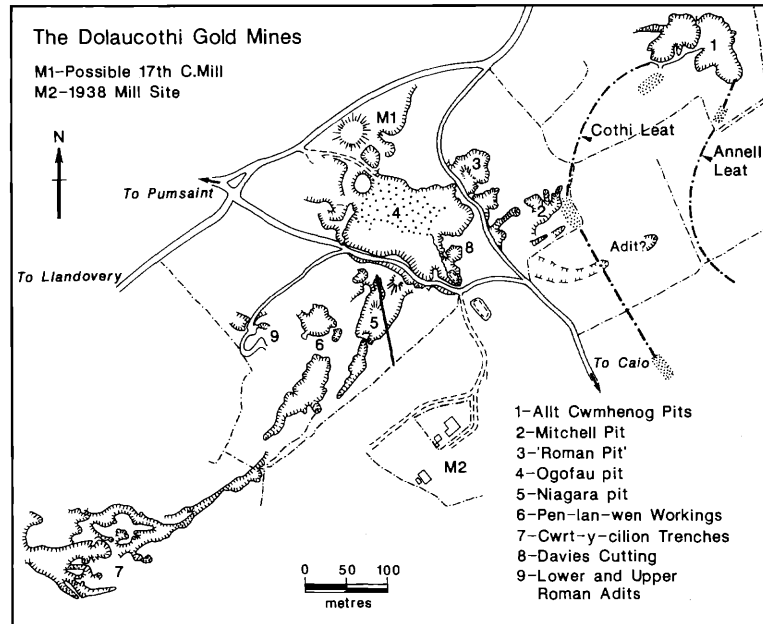 The Dolaucothi Gold Mines
M1-Possible 17th C.Mill
M2-1938 Mill Site
N
M1
1
Cothi Leat
Annell
Leat
3
To Pumsaint
4
2
8
Adit?
To Llandovery
9
6
5
To Caio
M2
7
0 50 100
metres
1-Allt Cwmhenog Pits
2-Mitchell Pit
3-'Roman Pit'
4-Ogofau pit
5-Niagara pit
6-Pen-lan-wen Workings
7-Cwrt-y-cilion Trenches
8-Davies Cutting
9-Lower and Upper
Roman Adits